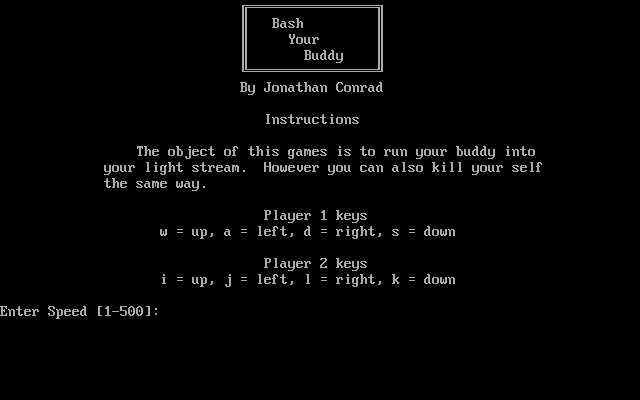 Bash
Your
Buddy
By Jonathan Conrad
Instructions
The object of this games is to run your buddy into
your light stream.  However you can also kill your self
the same way.
Player 1 keys
w = up, a = left, d = right, s = down
Player 2 keys
i = up, j = left, l = right, k = down
Enter Speed [1-500]: